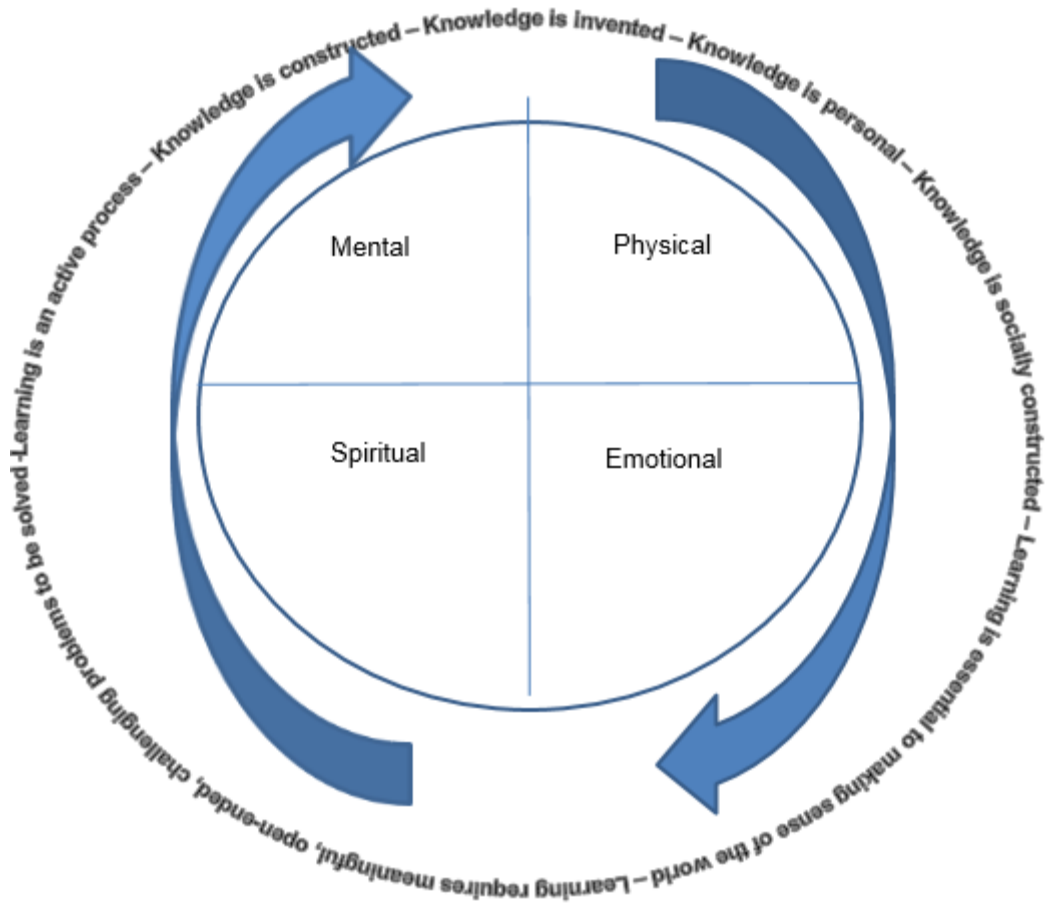 Learning is an active process – Knowledge is constructed – Knowledge is invented – Knowledge is personal – Knowledge is socially constructed – Learning is essential to making sense of the world – Learning requires meaningful, open-ended, challenging problems to be solved-
Mental
Physical
Spiritual
Emotional